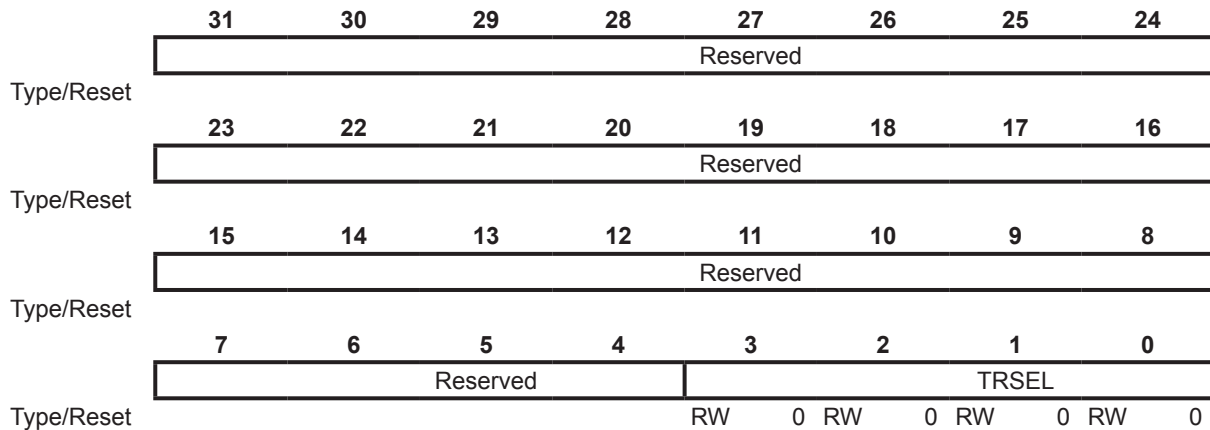 31 30 29 28 27 26 25 24
Reserved
Type/Reset
23 22 21 20 19 18 17 16
Reserved
Type/Reset
15 14 13 12 11 10 9 8
Reserved
Type/Reset
7 6 5 4 3 2 1 0
Reserved TRSEL
Type/Reset RW 0 RW 0 RW 0 RW 0